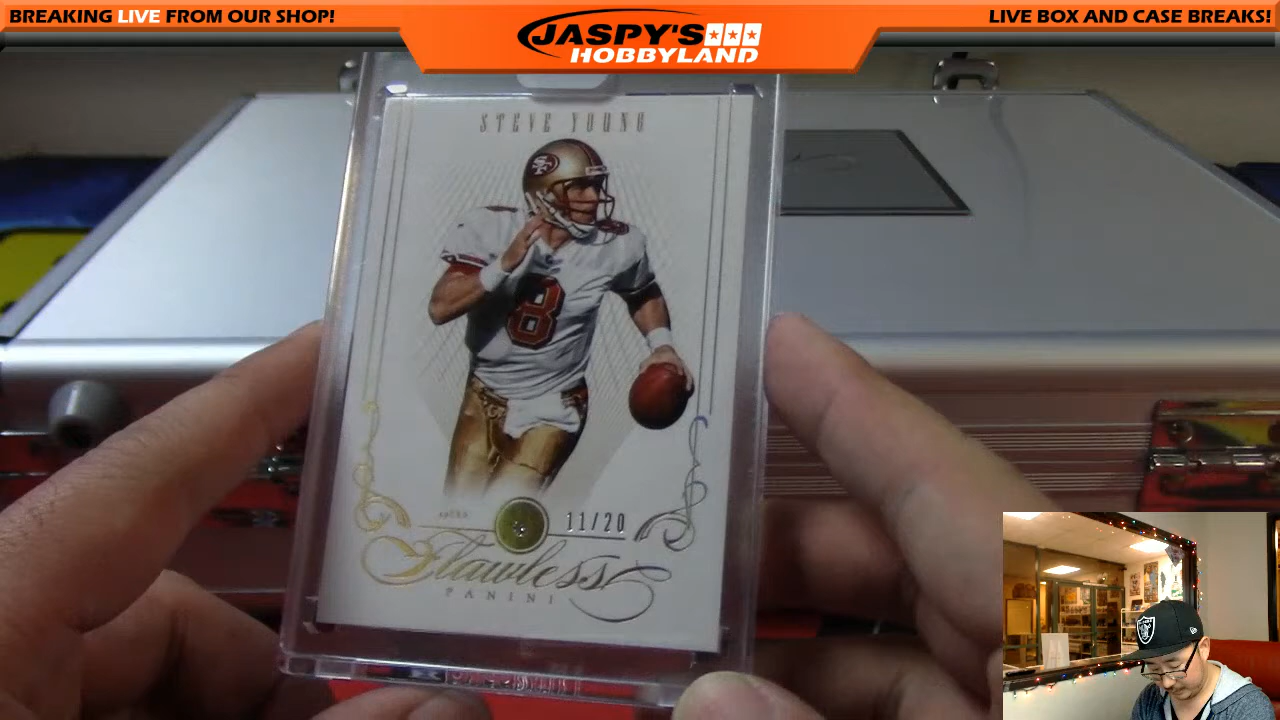 BREAKING LIVE FROM OUR SHOP!
JASPY'S
HOBBYLAND
LIVE BOX AND CASE BREAKS!
STEVE YOUNG
SF
8
11/20
Flawless
PANINI